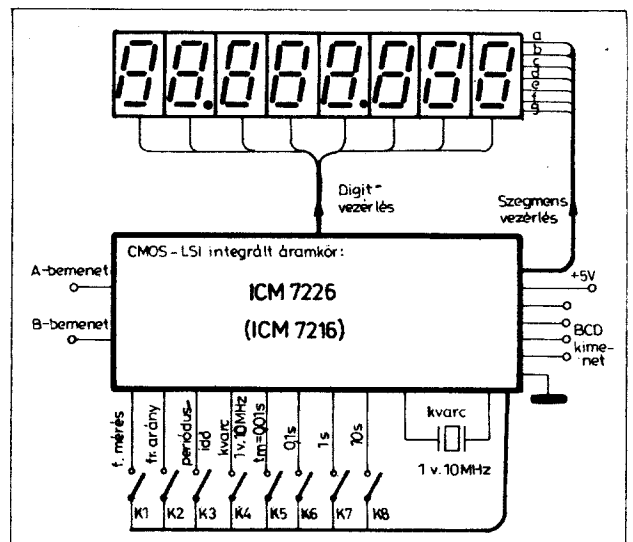 a
b
c
d
e
f
g
Digit-
vezérlés
Szegmens
vezérlés
CMOS-LSI integrált áramkör:
ICM 7226
(ICM 7216)
A-bemenet
B-bemenet
+5V
BCD
kime-
net
f. mérés
fr. arány
periódus-
idő
kvarc
1 v. 10MHz
tm=0,01s
0,1s
1s
10s
kvarc
1 v. 10MHz
K1
K2
K3
K4
K5
K6
K7
K8